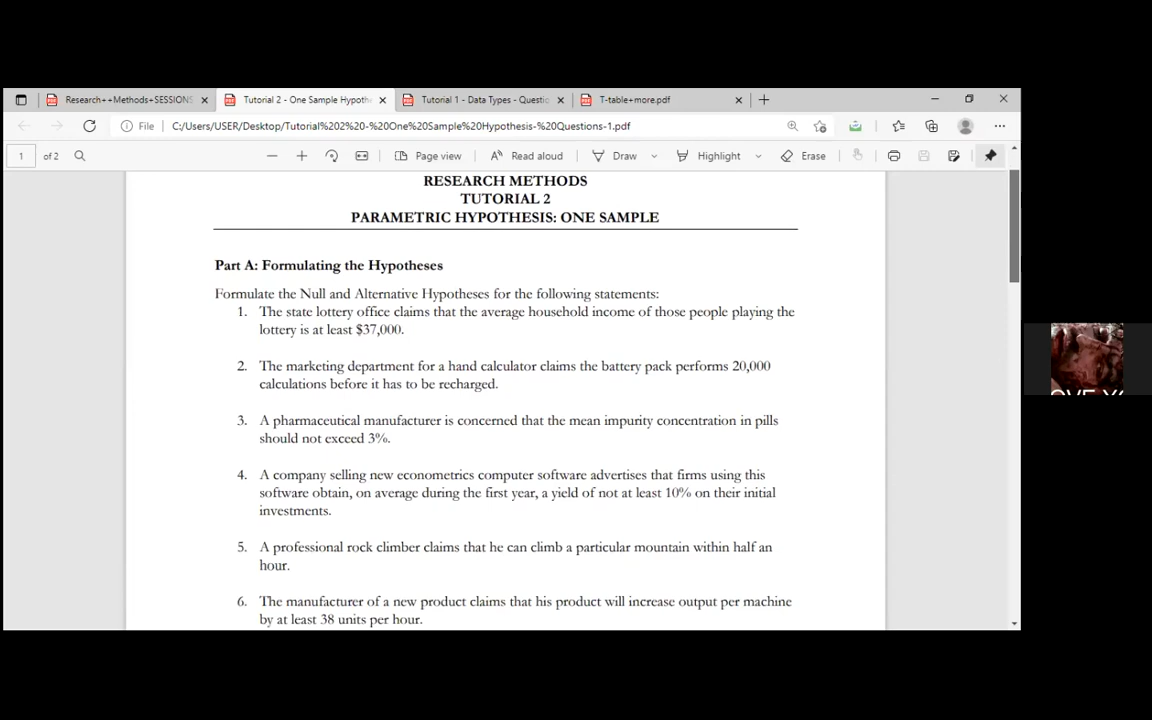 Research++Methods+SESSIONS
Tutorial 2 - One Sample Hypoth
Tutorial 1 - Data Types - Questio
T-table+more.pdf
File
C:/Users/USER/Desktop/Tutorial%202%20-%20One%20Sample%20Hypothesis-%20Questions-1.pdf
1 of 2
Page view
Read aloud
Draw
Highlight
Erase
RESEARCH METHODS
TUTORIAL 2
PARAMETRIC HYPOTHESIS: ONE SAMPLE
Part A: Formulating the Hypotheses
Formulate the Null and Alternative Hypotheses for the following statements:
1. The state lottery office claims that the average household income of those people playing the
lottery is at least $37,000.
2. The marketing department for a hand calculator claims the battery pack performs 20,000
calculations before it has to be recharged.
3. A pharmaceutical manufacturer is concerned that the mean impurity concentration in pills
should not exceed 3%.
4. A company selling new econometrics computer software advertises that firms using this
software obtain, on average during the first year, a yield of not at least 10% on their initial
investments.
5. A professional rock climber claims that he can climb a particular mountain within half an
hour.
6. The manufacturer of a new product claims that his product will increase output per machine
by at least 38 units per hour.